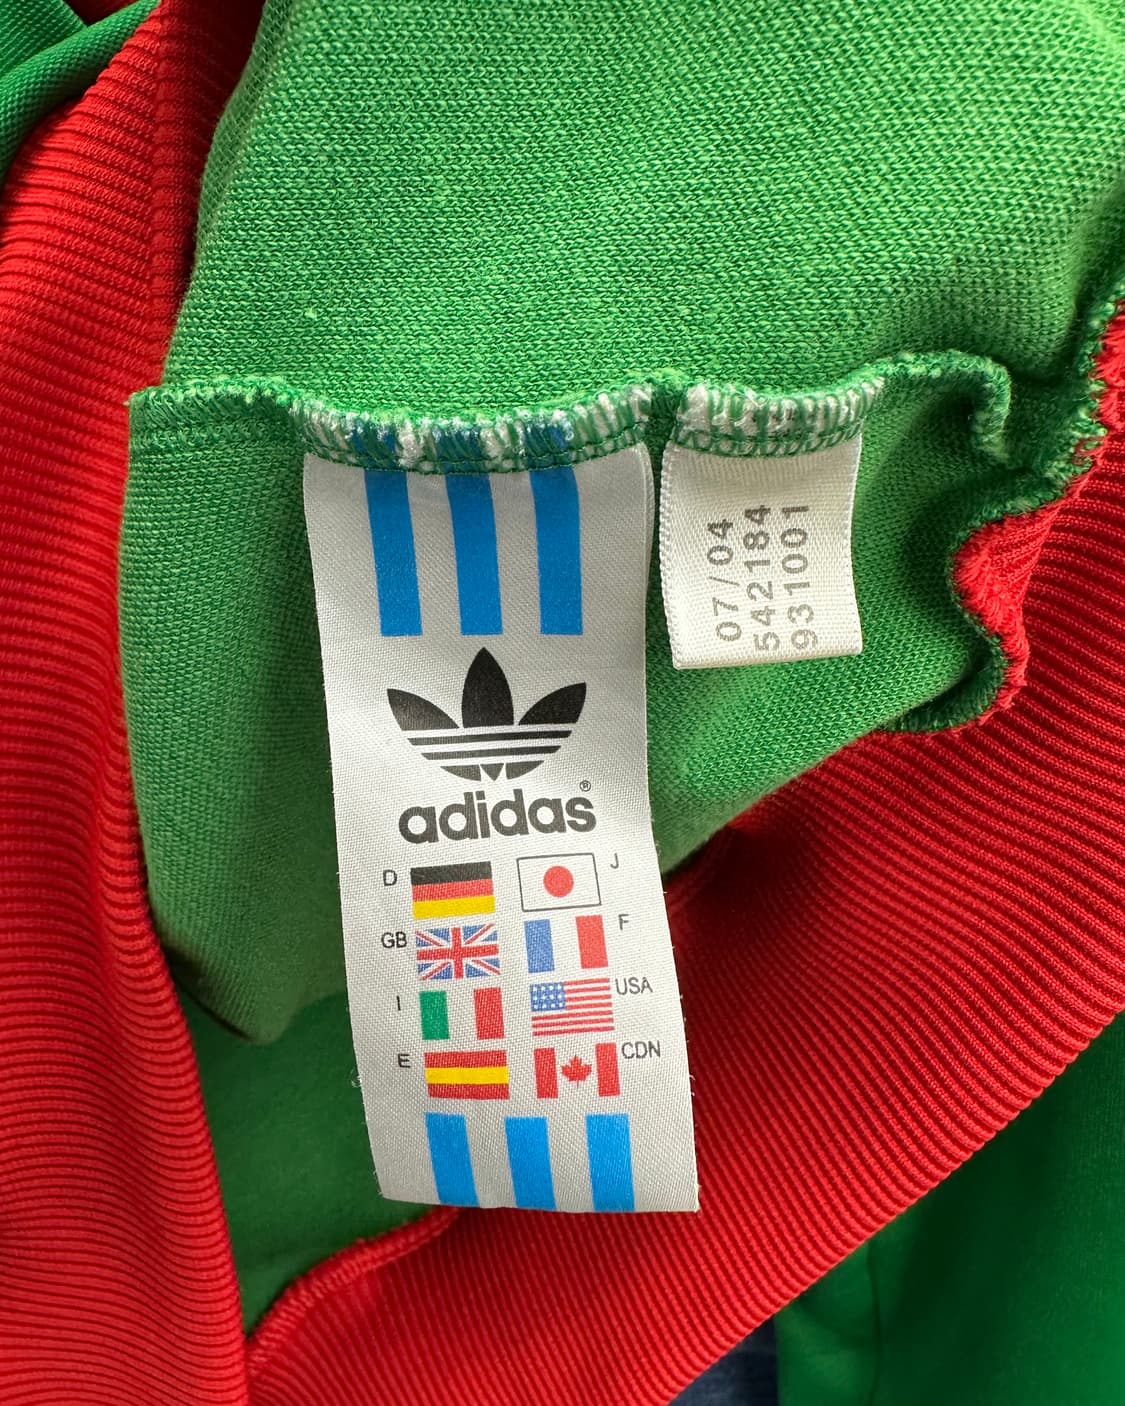 07/04
542184
931001
adidas®
D J
GB F
I USA
E CDN